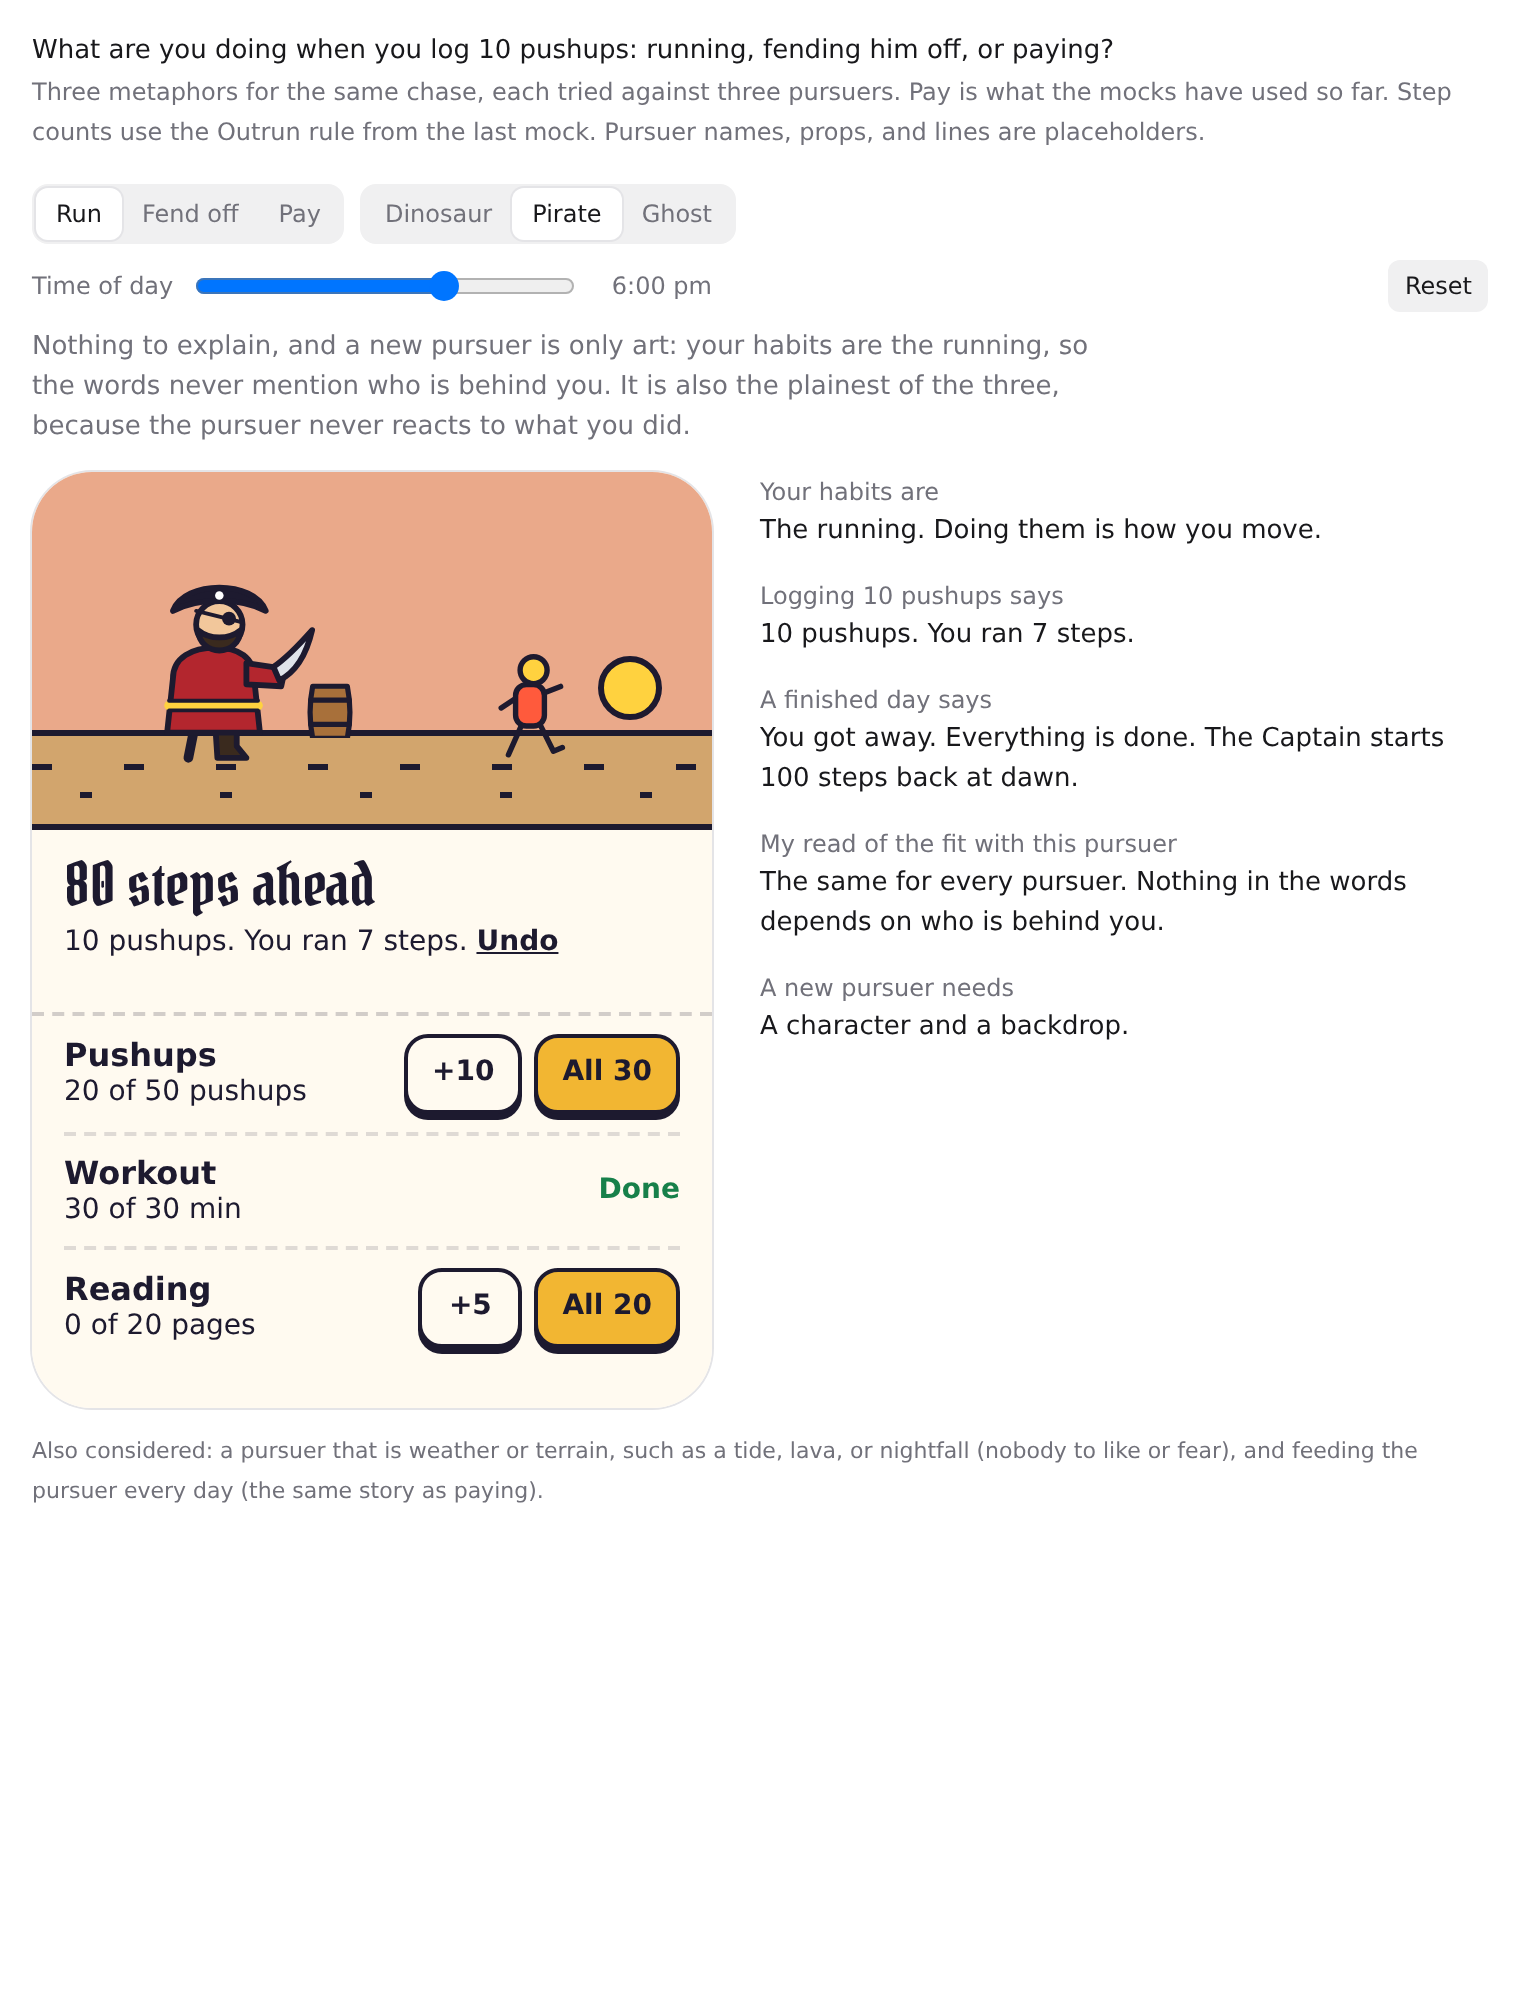 What are you doing when you log 10 pushups: running, fending him off, or paying?
Three metaphors for the same chase, each tried against three pursuers. Pay is what the mocks have used so far. Step
counts use the Outrun rule from the last mock. Pursuer names, props, and lines are placeholders.
Run Fend off Pay Dinosaur Pirate Ghost
Time of day 6:00 pm Reset
Nothing to explain, and a new pursuer is only art: your habits are the running, so
the words never mention who is behind you. It is also the plainest of the three,
because the pursuer never reacts to what you did.
80 steps ahead
10 pushups. You ran 7 steps. Undo
Pushups
20 of 50 pushups
+10 All 30
Workout
30 of 30 min
Done
Reading
0 of 20 pages
+5 All 20
Your habits are
The running. Doing them is how you move.
Logging 10 pushups says
10 pushups. You ran 7 steps.
A finished day says
You got away. Everything is done. The Captain starts
100 steps back at dawn.
My read of the fit with this pursuer
The same for every pursuer. Nothing in the words
depends on who is behind you.
A new pursuer needs
A character and a backdrop.
Also considered: a pursuer that is weather or terrain, such as a tide, lava, or nightfall (nobody to like or fear), and feeding the
pursuer every day (the same story as paying).